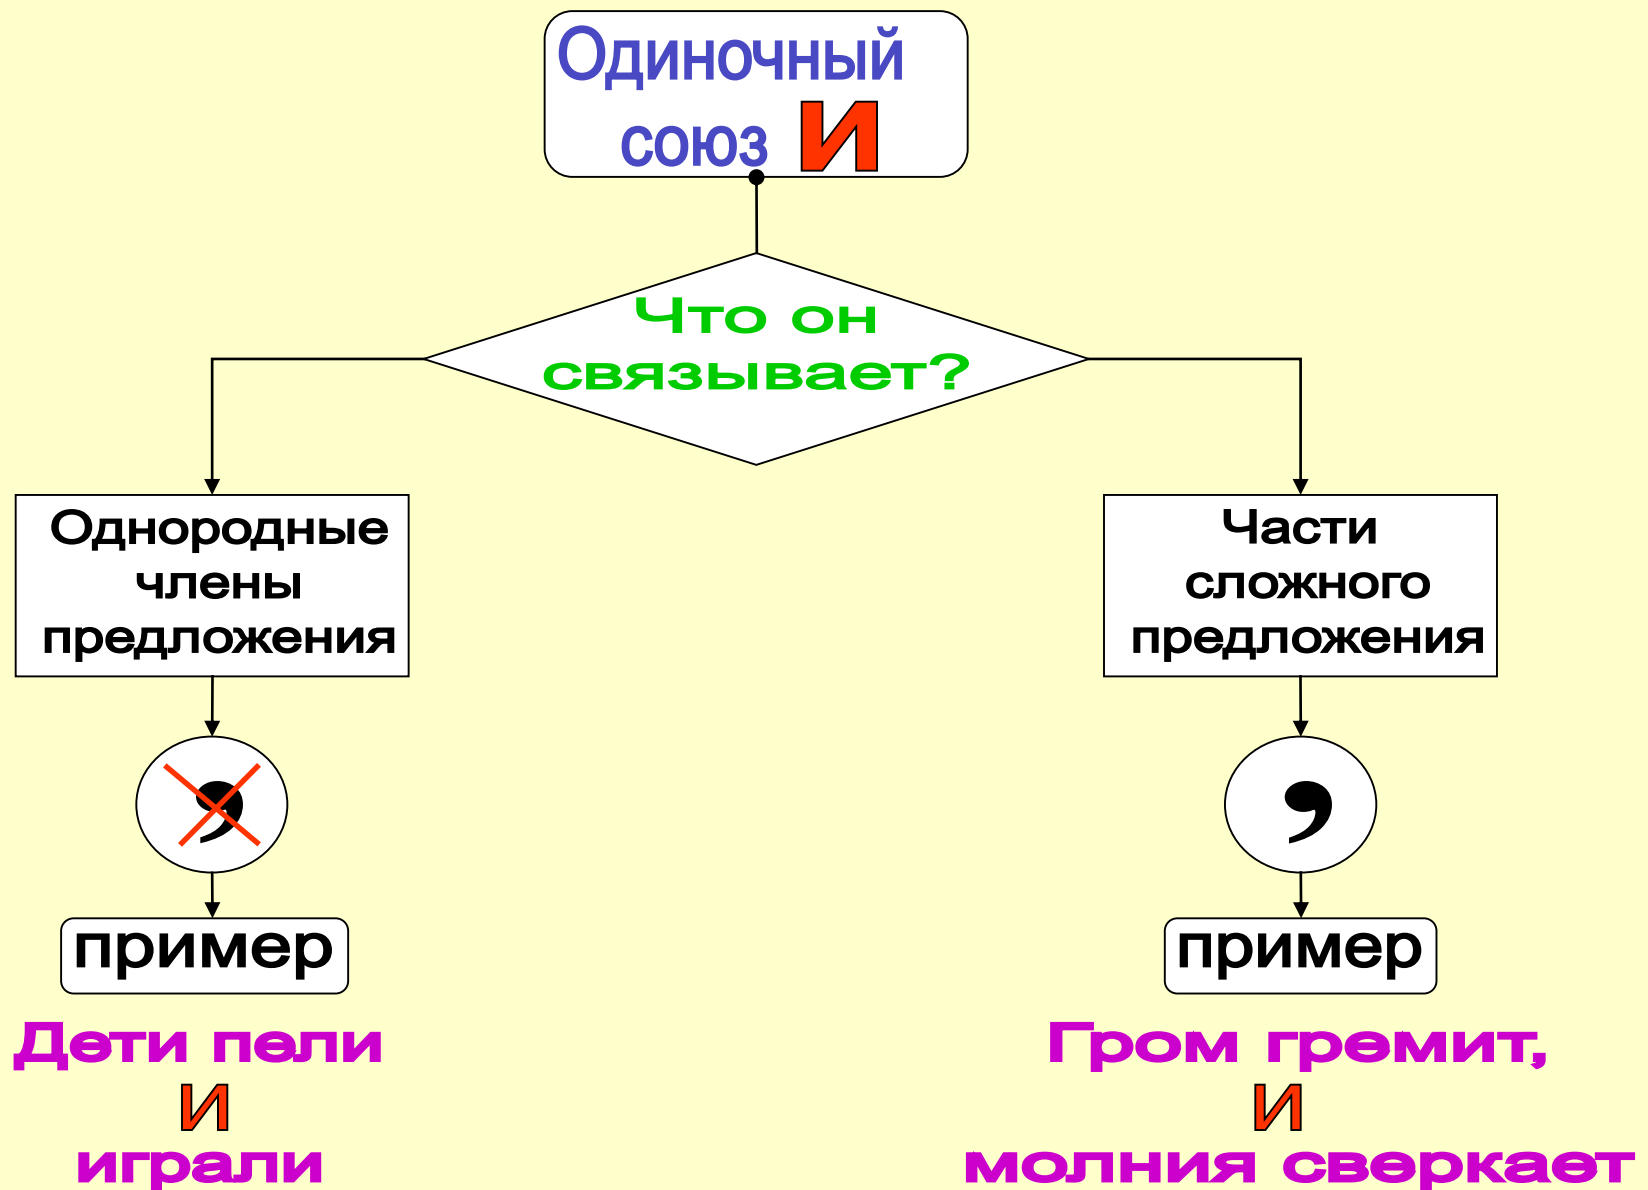 Одиночный
союз И
Что он
связывает?
Однородные
члены
предложения
,
пример
Дети пели
И
играли
Части
сложного
предложения
,
пример
Гром гремит,
И
молния сверкает